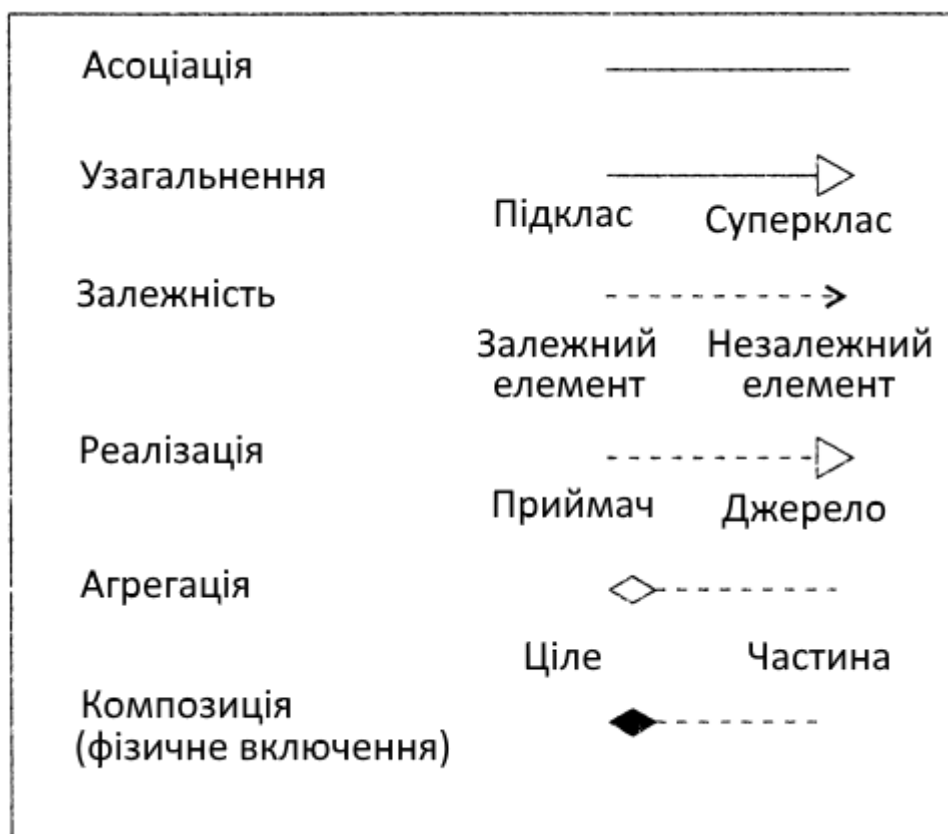 Асоціація
Узагальнення
Підклас Суперклас
Залежність
Залежний Незалежний
елемент елемент
Реалізація
Приймач Джерело
Агрегація
Ціле Частина
Композиція
(фізичне включення)